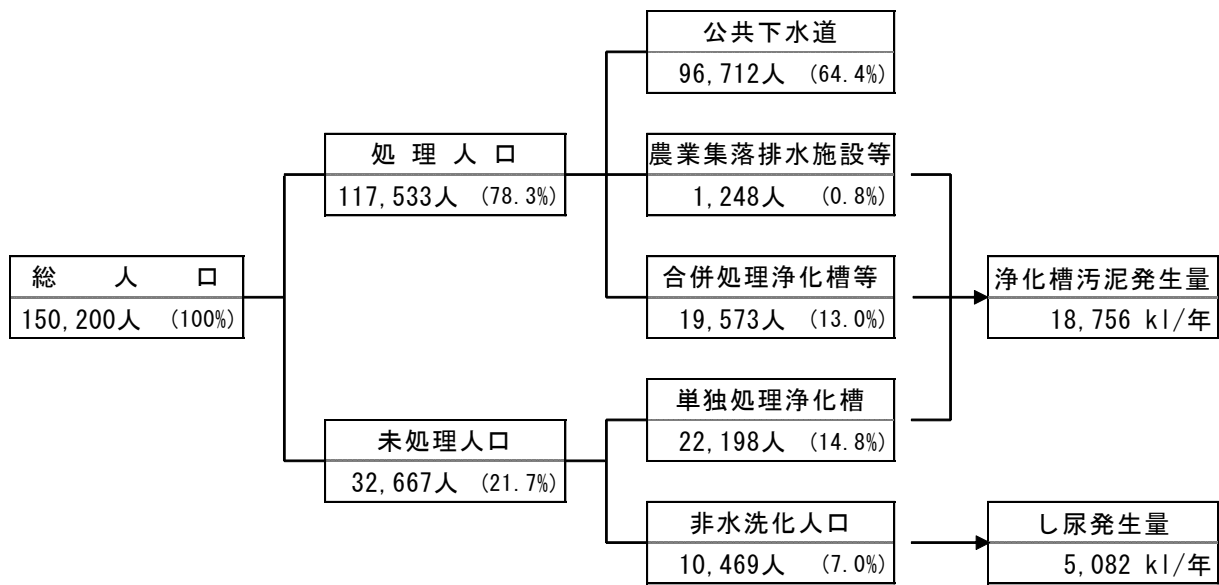 公共下水道
96,712人 (64.4%)
処理人口
117,533人 (78.3%)
農業集落排水施設等
1,248人 (0.8%)
総人口
150,200人 (100%)
合併処理浄化槽等
19,573人 (13.0%)
浄化槽汚泥発生量
18,756 kl/年
未処理人口
32,667人 (21.7%)
単独処理浄化槽
22,198人 (14.8%)
非水洗化人口
10,469人 (7.0%)
し尿発生量
5,082 kl/年